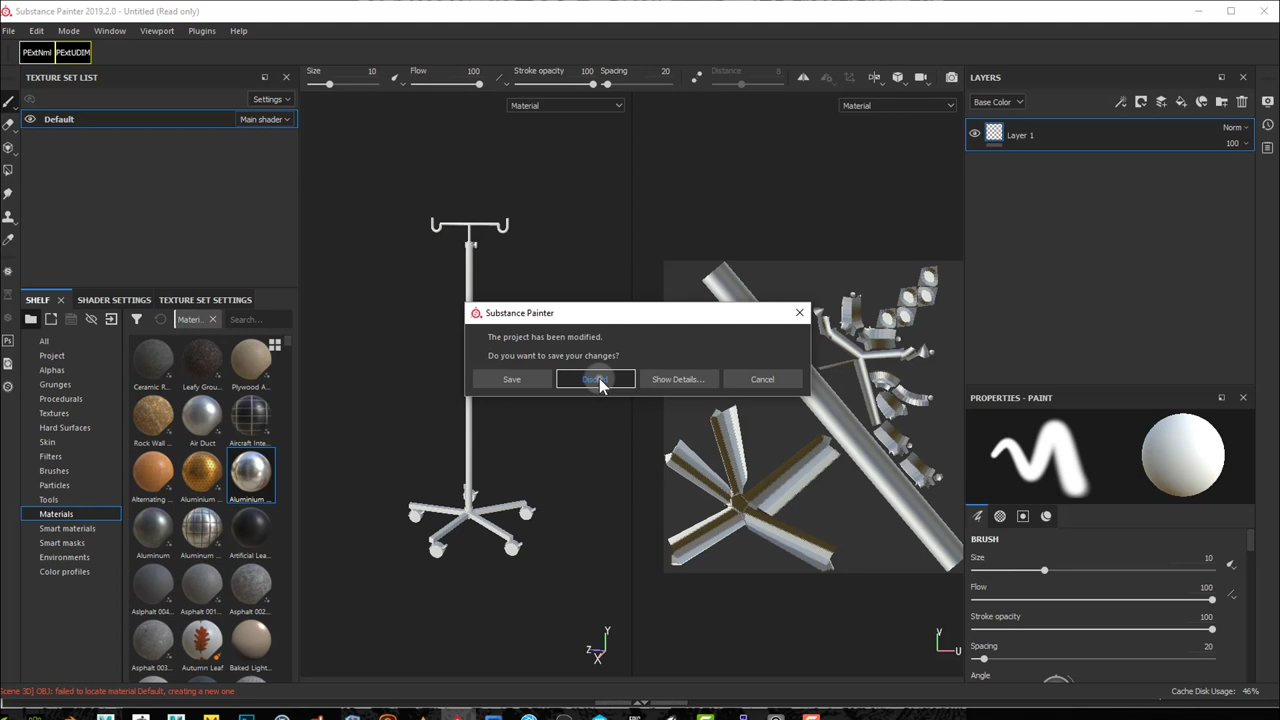 Substance Painter 2019.2.0 - Untitled (Read only)
File Edit Mode Window Viewport Plugins Help
PExtNml PExtUDIM
TEXTURE SET LIST
Settings
Default
Main shader
Size 10 Flow 100 Stroke opacity 100 Spacing 20 Distance 8
Material Material
LAYERS
Base Color
Layer 1
Norm
100
Substance Painter
The project has been modified.
Do you want to save your changes?
Save Discard Show Details... Cancel
SHELF SHADER SETTINGS TEXTURE SET SETTINGS
Materi... Search...
All
Project
Alphas
Grunges
Procedurals
Textures
Hard Surfaces
Skin
Filters
Brushes
Particles
Tools
Materials
Smart materials
Smart masks
Environments
Color profiles
Ceramic R... Leafy Grou... Plywood A...
Rock Wall ... Air Duct Aircraft Inte...
Alternating ... Aluminium ... Aluminium ...
Aluminum Aluminum ... Artificial Lea...
Aslphalt 004... Asphalt 001... Asphalt 002...
Asphalt 003... Autumn Leaf Baked Light...
Y
Z
X
V
U
PROPERTIES - PAINT
BRUSH
Size 10
Flow 100
Stroke opacity 100
Spacing 20
Angle
Scene 3D] OBJ: failed to locate material Default, creating a new one
Cache Disk Usage: 46%